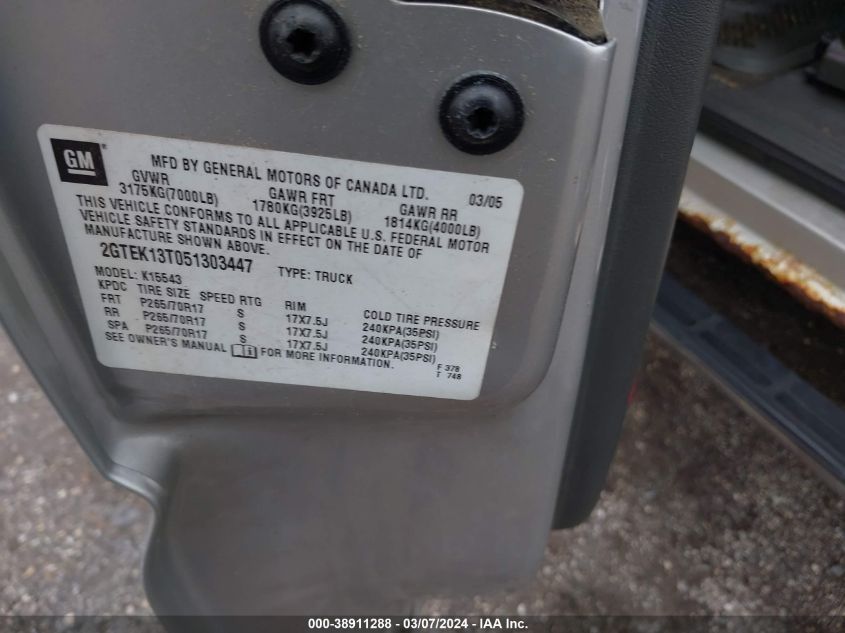 GM
MFD BY GENERAL MOTORS OF CANADA LTD. 03/05
GVWR GAWR FRT GAWR RR
3175KG(7000LB) 1780KG(3925LB) 1814KG(4000LB)
THIS VEHICLE CONFORMS TO ALL APPLICABLE U.S. FEDERAL MOTOR
VEHICLE SAFETY STANDARDS IN EFFECT ON THE DATE OF
MANUFACTURE SHOWN ABOVE.
2GTEK13T051303447 TYPE: TRUCK
MODEL: K15543
KPDC TIRE SIZE SPEED RTG RIM COLD TIRE PRESSURE
FRT P265/70R17 S 17X7.5J 240KPA(35PSI)
RR P265/70R17 S 17X7.5J 240KPA(35PSI)
SPA P265/70R17 S 17X7.5J 240KPA(35PSI)
SEE OWNER'S MANUAL FOR MORE INFORMATION.
F 378
T 748
000-38911288 - 03/07/2024 - IAA Inc.